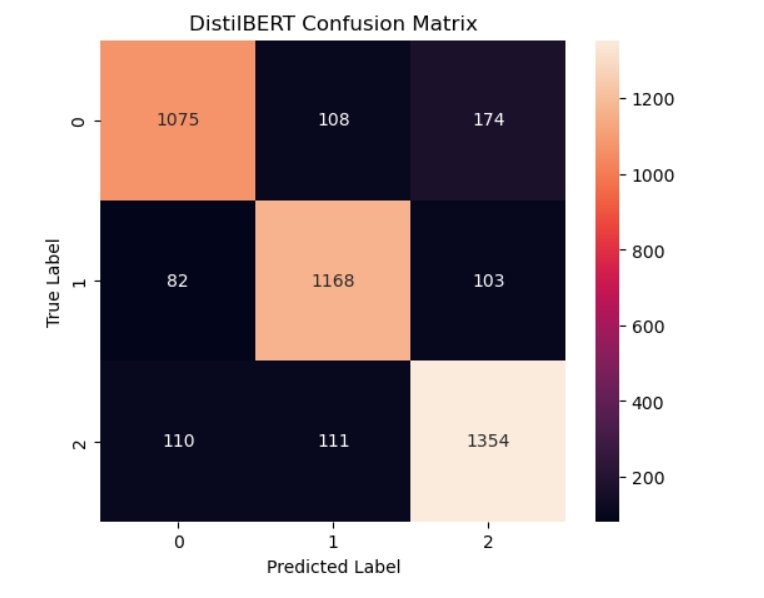 DistilBERT Confusion Matrix
True Label
0
1075 108 174
1
82 1168 103
2
110 111 1354
0 1 2
Predicted Label
1200
1000
800
600
400
200